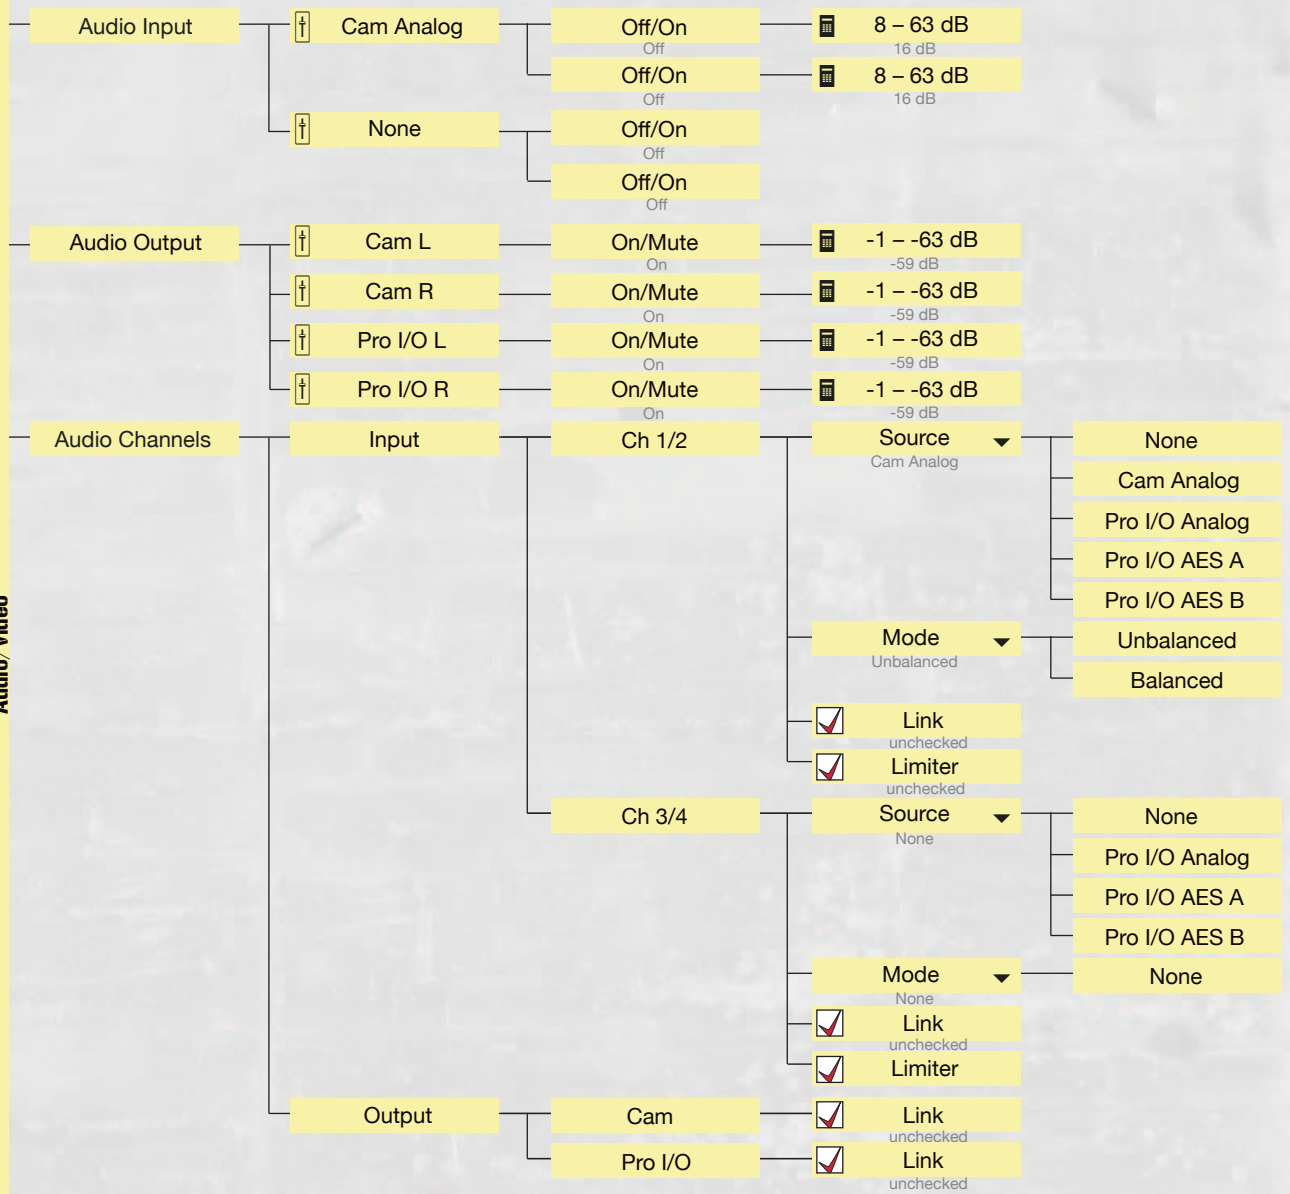 Audio Input
Cam Analog
Off/On
Off
8 – 63 dB
16 dB
Off/On
Off
8 – 63 dB
16 dB
None
Off/On
Off
Off/On
Off
Audio Output
Cam L
On/Mute
On
-1 – -63 dB
-59 dB
Cam R
On/Mute
On
-1 – -63 dB
-59 dB
Pro I/O L
On/Mute
On
-1 – -63 dB
-59 dB
Pro I/O R
On/Mute
On
-1 – -63 dB
-59 dB
Audio Channels
Input
Ch 1/2
Source
Cam Analog
None
Cam Analog
Pro I/O Analog
Pro I/O AES A
Pro I/O AES B
Audio/Video
Mode
Unbalanced
Unbalanced
Balanced
Link
unchecked
Limiter
unchecked
Ch 3/4
Source
None
None
Pro I/O Analog
Pro I/O AES A
Pro I/O AES B
Mode
None
None
Link
unchecked
Limiter
Output
Cam
Link
unchecked
Pro I/O
Link
unchecked